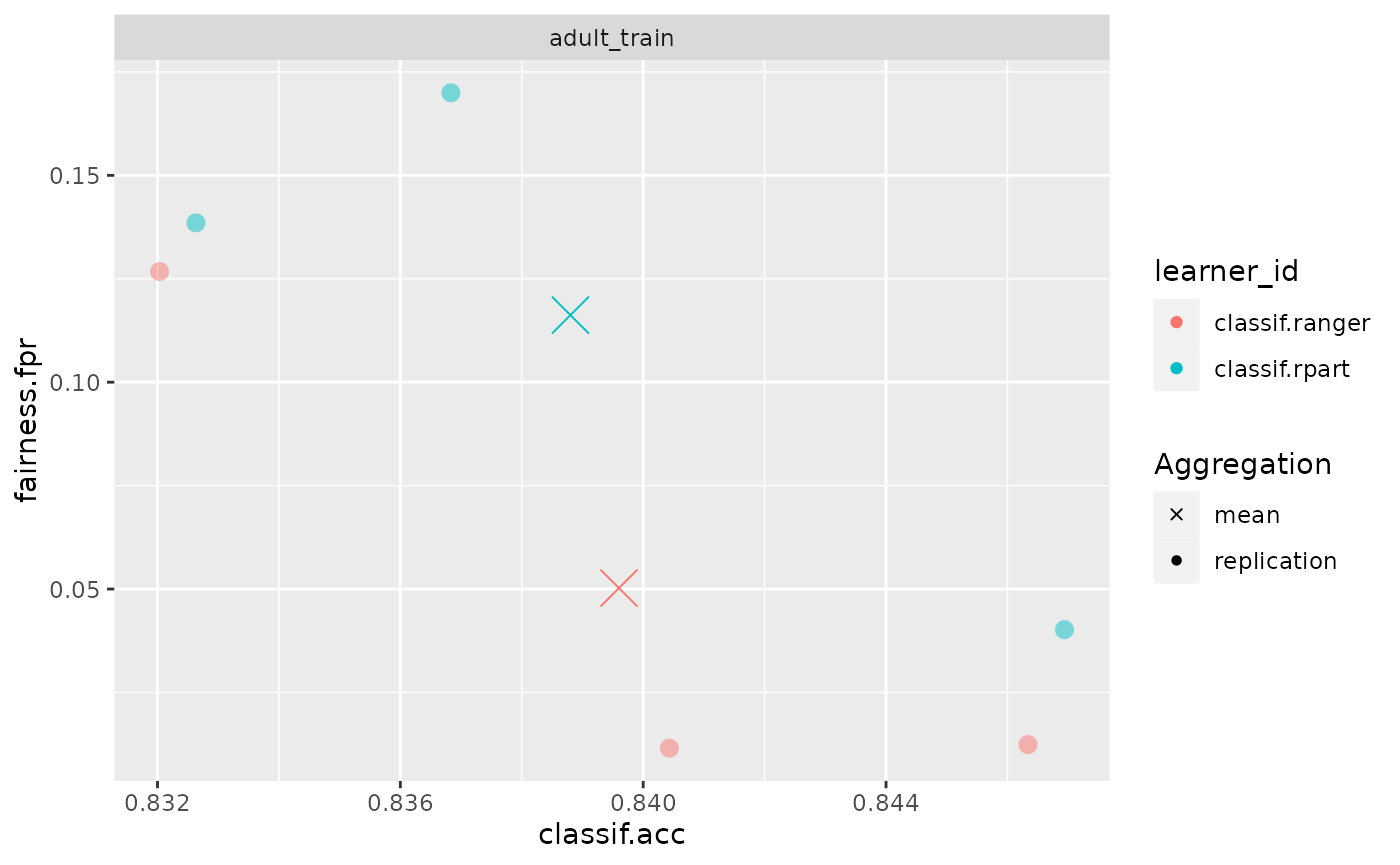 adult_train
fairness.fpr
0.15
0.10
0.05
0.832
0.836
0.840
0.844
classif.acc
learner_id
classif.ranger
classif.rpart
Aggregation
mean
replication